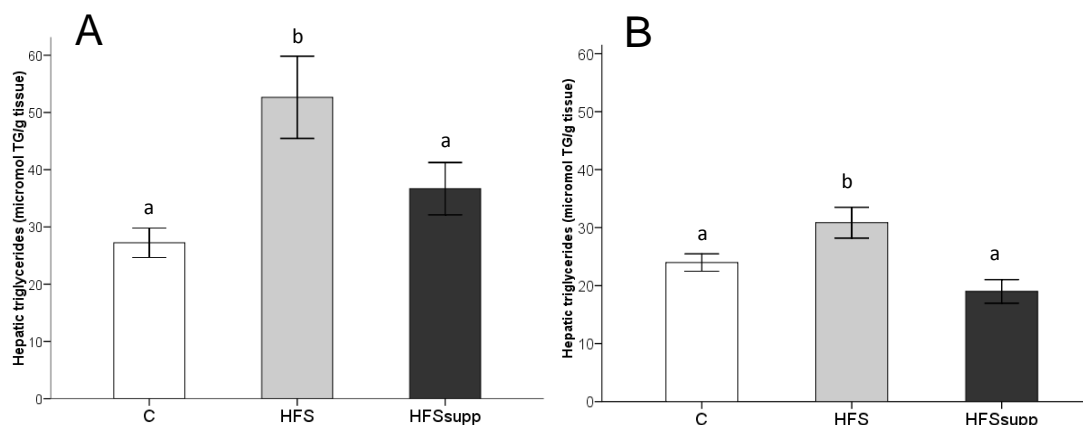 A
Hepatic triglycerides (micromol TG/g tissue)
60
50
40
30
20
10
0
a
b
a
C
HFS
HFSsupp
B
Hepatic triglycerides (micromol TG/g tissue)
60
50
40
30
20
10
0
a
b
a
C
HFS
HFSsupp